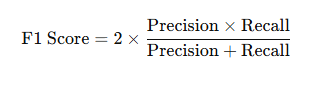 F1 Score = 2 × Precision × Recall / Precision + Recall